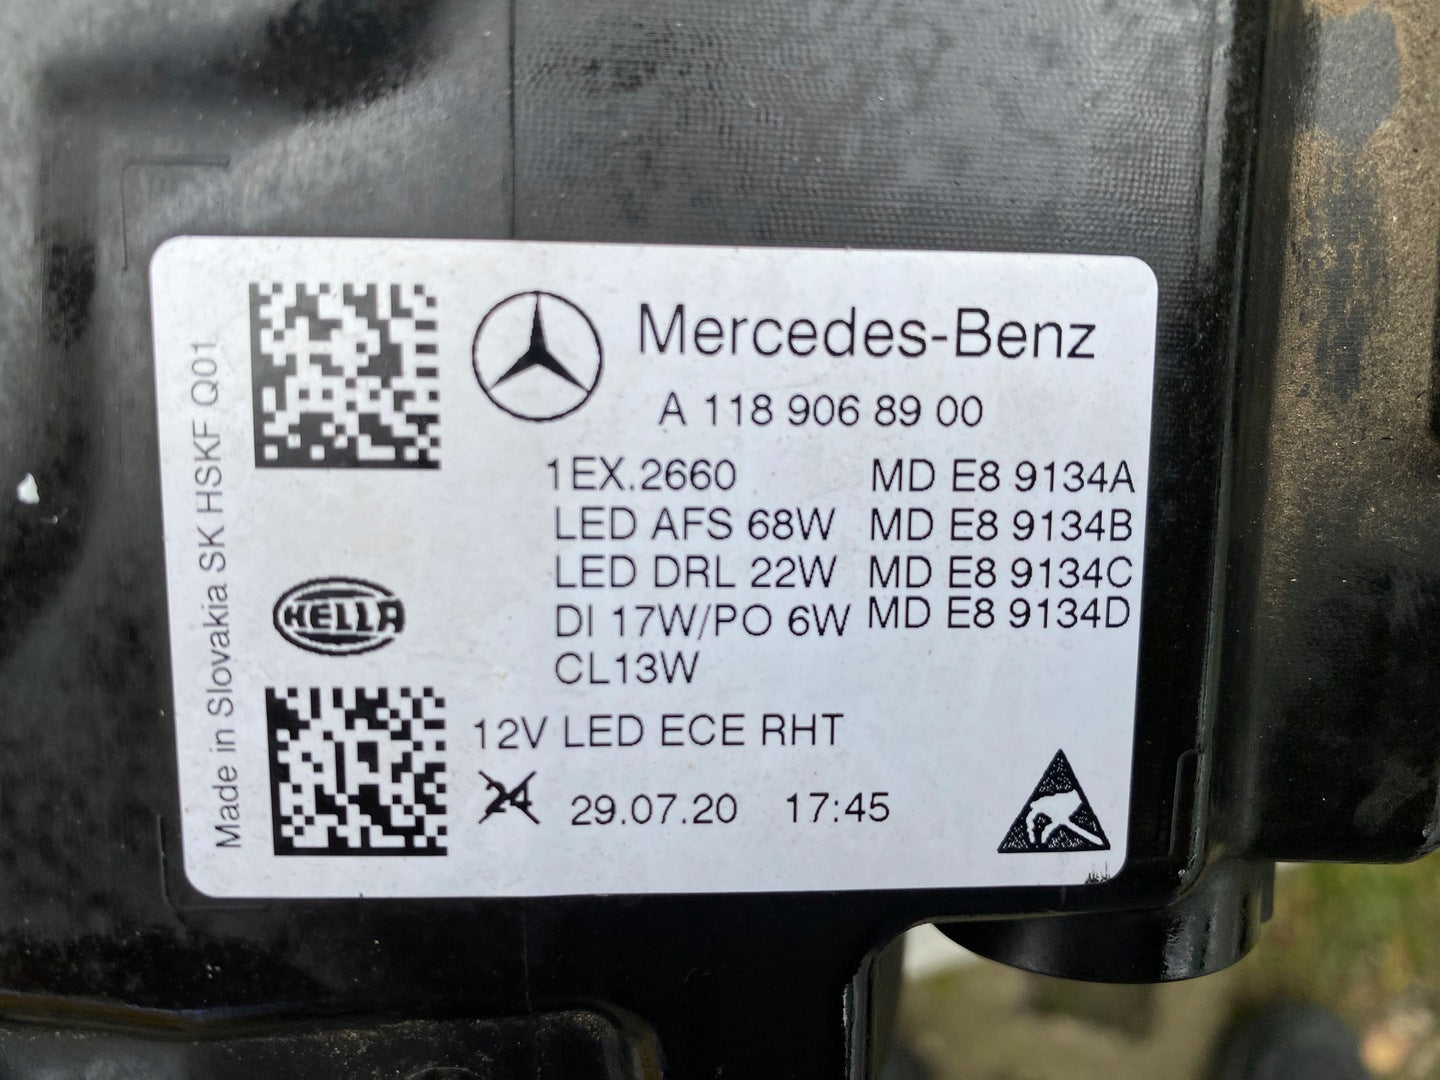 Mercedes-Benz
A 118 906 89 00
1EX.2660 MD E8 9134A
LED AFS 68W MD E8 9134B
LED DRL 22W MD E8 9134C
DI 17W/PO 6W MD E8 9134D
CL13W
12V LED ECE RHT
24 29.07.20 17:45
HELLA
Made in Slovakia SK HSKF Q01